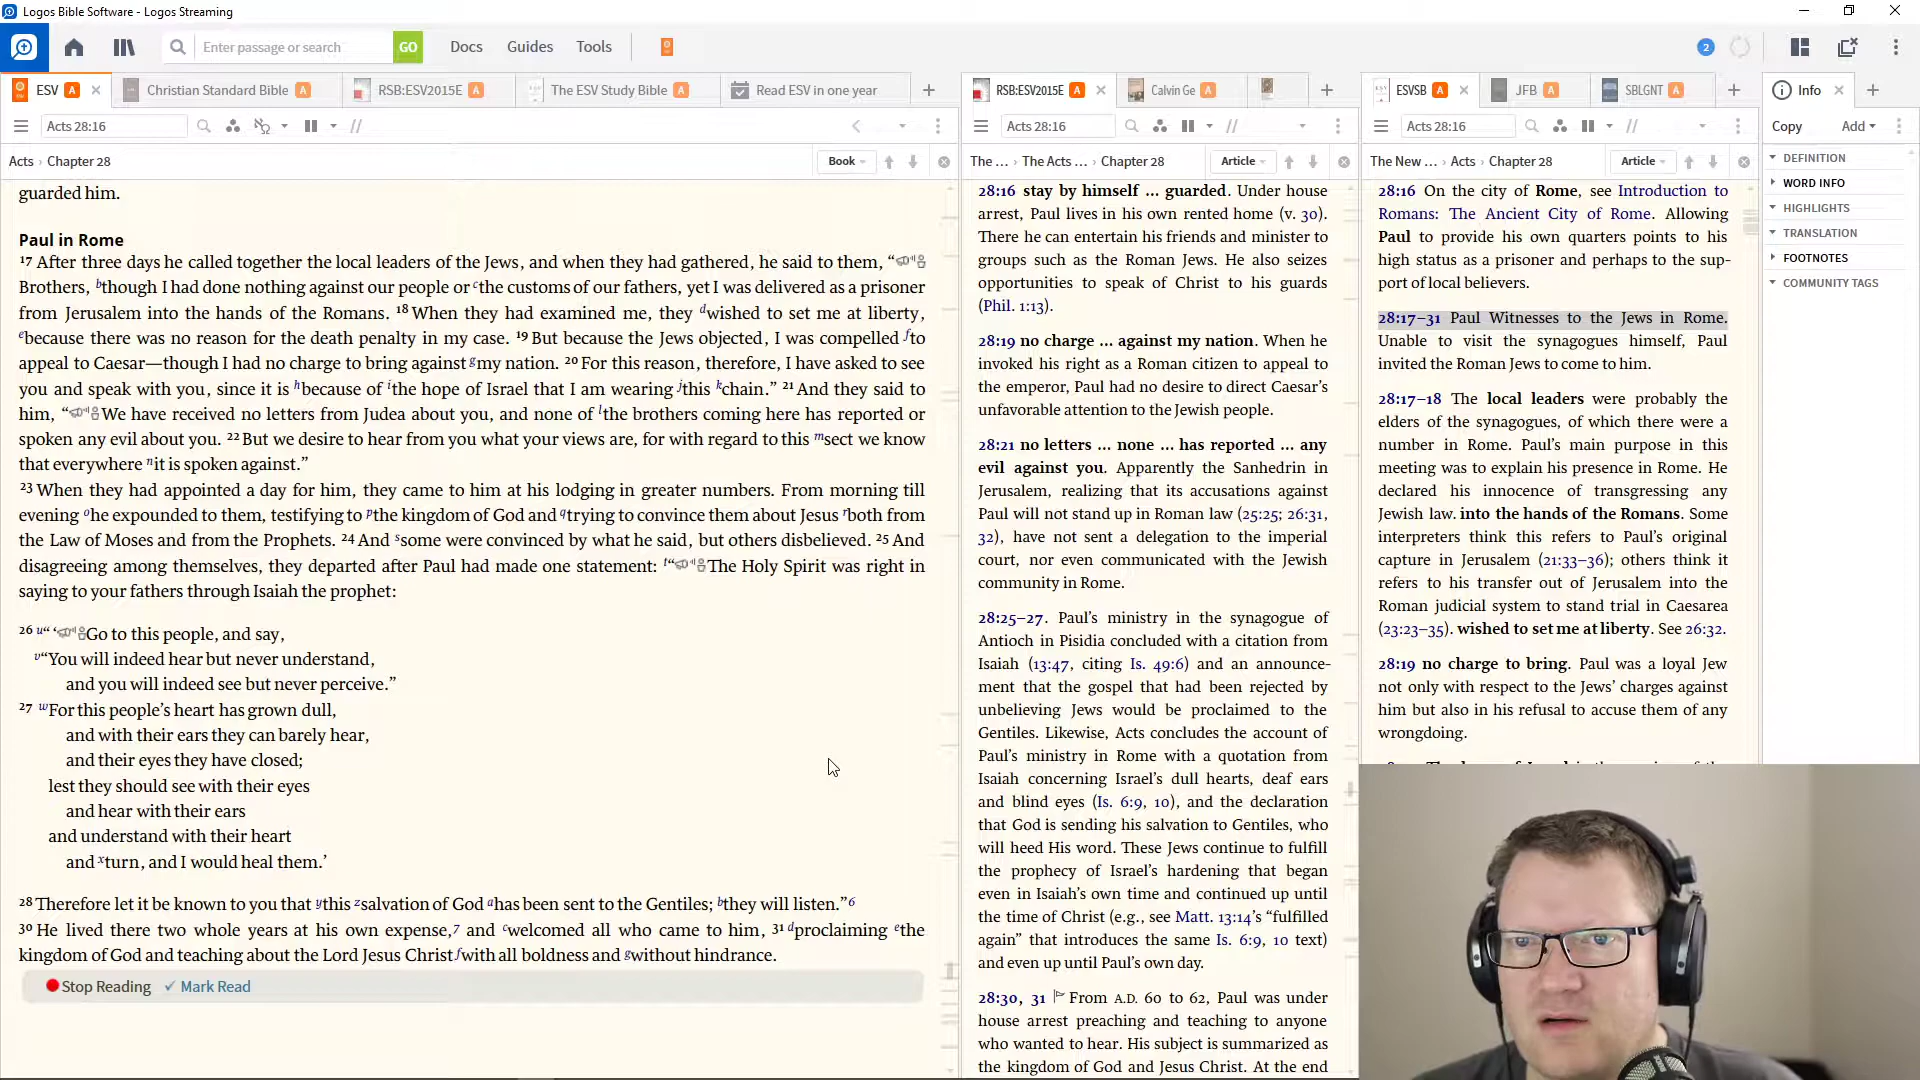 Logos Bible Software - Logos Streaming
Enter passage or search GO Docs Guides Tools 2
ESV A Christian Standard Bible A RSB:ESV2015E A The ESV Study Bible A Read ESV in one year
Acts 28:16
Acts › Chapter 28 Book
guarded him.
Paul in Rome
17 After three days he called together the local leaders of the Jews, and when they had gathered, he said to them, “
Brothers, bthough I had done nothing against our people or cthe customs of our fathers, yet I was delivered as a prisoner
from Jerusalem into the hands of the Romans. 18 When they had examined me, they dwished to set me at liberty,
ebecause there was no reason for the death penalty in my case. 19 But because the Jews objected, I was compelled fto
appeal to Caesar—though I had no charge to bring against gmy nation. 20 For this reason, therefore, I have asked to see
you and speak with you, since it is hbecause of ithe hope of Israel that I am wearing jthis kchain.” 21 And they said to
him, “We have received no letters from Judea about you, and none of lthe brothers coming here has reported or
spoken any evil about you. 22 But we desire to hear from you what your views are, for with regard to this msect we know
that everywhere nit is spoken against.”
23 When they had appointed a day for him, they came to him at his lodging in greater numbers. From morning till
evening ohe expounded to them, testifying to pthe kingdom of God and qtrying to convince them about Jesus rboth from
the Law of Moses and from the Prophets. 24 And ssome were convinced by what he said, but others disbelieved. 25 And
disagreeing among themselves, they departed after Paul had made one statement: t“The Holy Spirit was right in
saying to your fathers through Isaiah the prophet:
26 u“ ‘Go to this people, and say,
v“You will indeed hear but never understand,
and you will indeed see but never perceive.”
27 wFor this people’s heart has grown dull,
and with their ears they can barely hear,
and their eyes they have closed;
lest they should see with their eyes
and hear with their ears
and understand with their heart
and xturn, and I would heal them.’
28 Therefore let it be known to you that ythis zsalvation of God ahas been sent to the Gentiles; bthey will listen.”6
30 He lived there two whole years at his own expense,7 and cwelcomed all who came to him, 31 dproclaiming ethe
kingdom of God and teaching about the Lord Jesus Christ fwith all boldness and gwithout hindrance.
Stop Reading ✓ Mark Read
RSB:ESV2015E A Calvin Ge A
Acts 28:16
The ... › The Acts ... › Chapter 28 Article
28:16 stay by himself ... guarded. Under house
arrest, Paul lives in his own rented home (v. 30).
There he can entertain his friends and minister to
groups such as the Roman Jews. He also seizes
opportunities to speak of Christ to his guards
(Phil. 1:13).
28:19 no charge ... against my nation. When he
invoked his right as a Roman citizen to appeal to
the emperor, Paul had no desire to direct Caesar’s
unfavorable attention to the Jewish people.
28:21 no letters ... none ... has reported ... any
evil against you. Apparently the Sanhedrin in
Jerusalem, realizing that its accusations against
Paul will not stand up in Roman law (25:25; 26:31,
32), have not sent a delegation to the imperial
court, nor even communicated with the Jewish
community in Rome.
28:25–27. Paul’s ministry in the synagogue of
Antioch in Pisidia concluded with a citation from
Isaiah (13:47, citing Is. 49:6) and an announce-
ment that the gospel that had been rejected by
unbelieving Jews would be proclaimed to the
Gentiles. Likewise, Acts concludes the account of
Paul’s ministry in Rome with a quotation from
Isaiah concerning Israel’s dull hearts, deaf ears
and blind eyes (Is. 6:9, 10), and the declaration
that God is sending his salvation to Gentiles, who
will heed His word. These Jews continue to fulfill
the prophecy of Israel’s hardening that began
even in Isaiah’s own time and continued up until
the time of Christ (e.g., see Matt. 13:14’s “fulfilled
again” that introduces the same Is. 6:9, 10 text)
and even up until Paul’s own day.
28:30, 31 From A.D. 60 to 62, Paul was under
house arrest preaching and teaching to anyone
who wanted to hear. His subject is summarized as
the kingdom of God and Jesus Christ. At the end
ESVSB A JFB A SBLGNT A
Acts 28:16
The New ... › Acts › Chapter 28 Article
28:16 On the city of Rome, see Introduction to
Romans: The Ancient City of Rome. Allowing
Paul to provide his own quarters points to his
high status as a prisoner and perhaps to the sup-
port of local believers.
28:17–31 Paul Witnesses to the Jews in Rome.
Unable to visit the synagogues himself, Paul
invited the Roman Jews to come to him.
28:17–18 The local leaders were probably the
elders of the synagogues, of which there were a
number in Rome. Paul’s main purpose in this
meeting was to explain his presence in Rome. He
declared his innocence of transgressing any
Jewish law. into the hands of the Romans. Some
interpreters think this refers to Paul’s original
capture in Jerusalem (21:33–36); others think it
refers to his transfer out of Jerusalem into the
Roman judicial system to stand trial in Caesarea
(23:23–35). wished to set me at liberty. See 26:32.
28:19 no charge to bring. Paul was a loyal Jew
not only with respect to the Jews’ charges against
him but also in his refusal to accuse them of any
wrongdoing.
Info
Copy Add
DEFINITION
WORD INFO
HIGHLIGHTS
TRANSLATION
FOOTNOTES
COMMUNITY TAGS